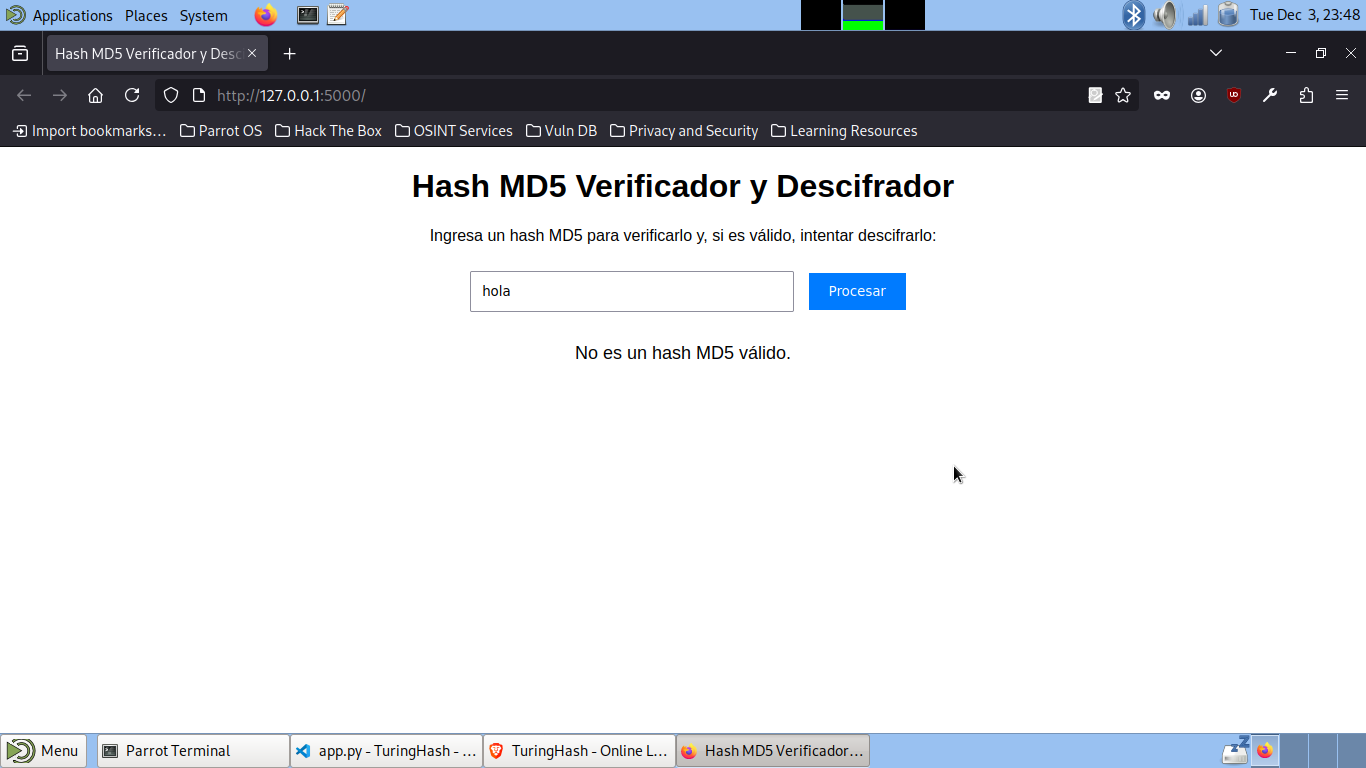 Applications Places System Tue Dec 3, 23:48
Hash MD5 Verificador y Desc
http://127.0.0.1:5000/
Import bookmarks... Parrot OS Hack The Box OSINT Services Vuln DB Privacy and Security Learning Resources
Hash MD5 Verificador y Descifrador
Ingresa un hash MD5 para verificarlo y, si es válido, intentar descifrarlo:
hola Procesar
No es un hash MD5 válido.
Menu Parrot Terminal app.py - TuringHash - ... TuringHash - Online L... Hash MD5 Verificador...